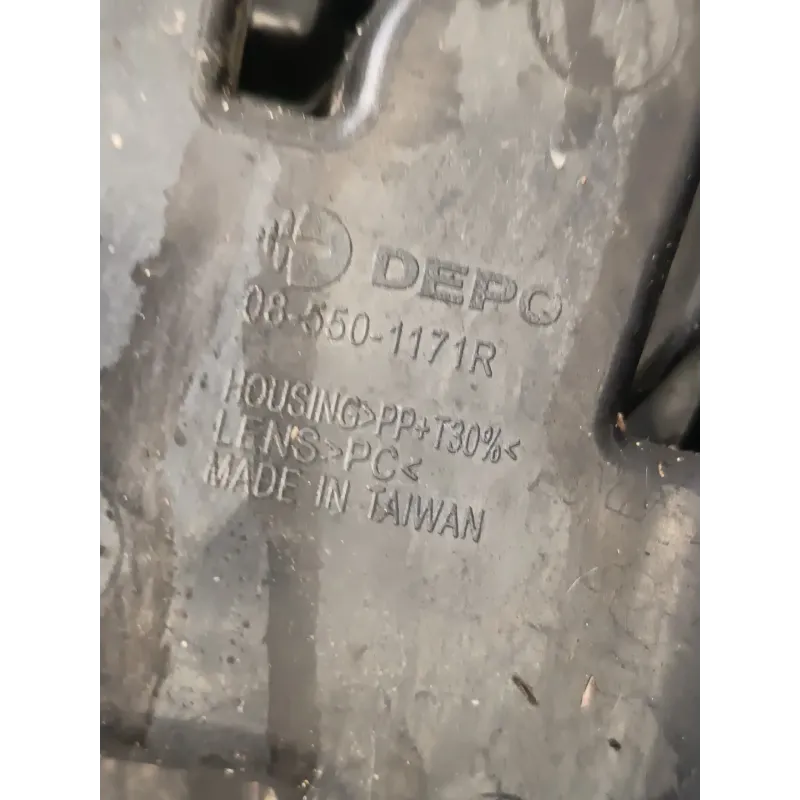 DEPO
08-550-1171R
HOUSING>PP+T30%<
LENS>PC<
MADE IN TAIWAN